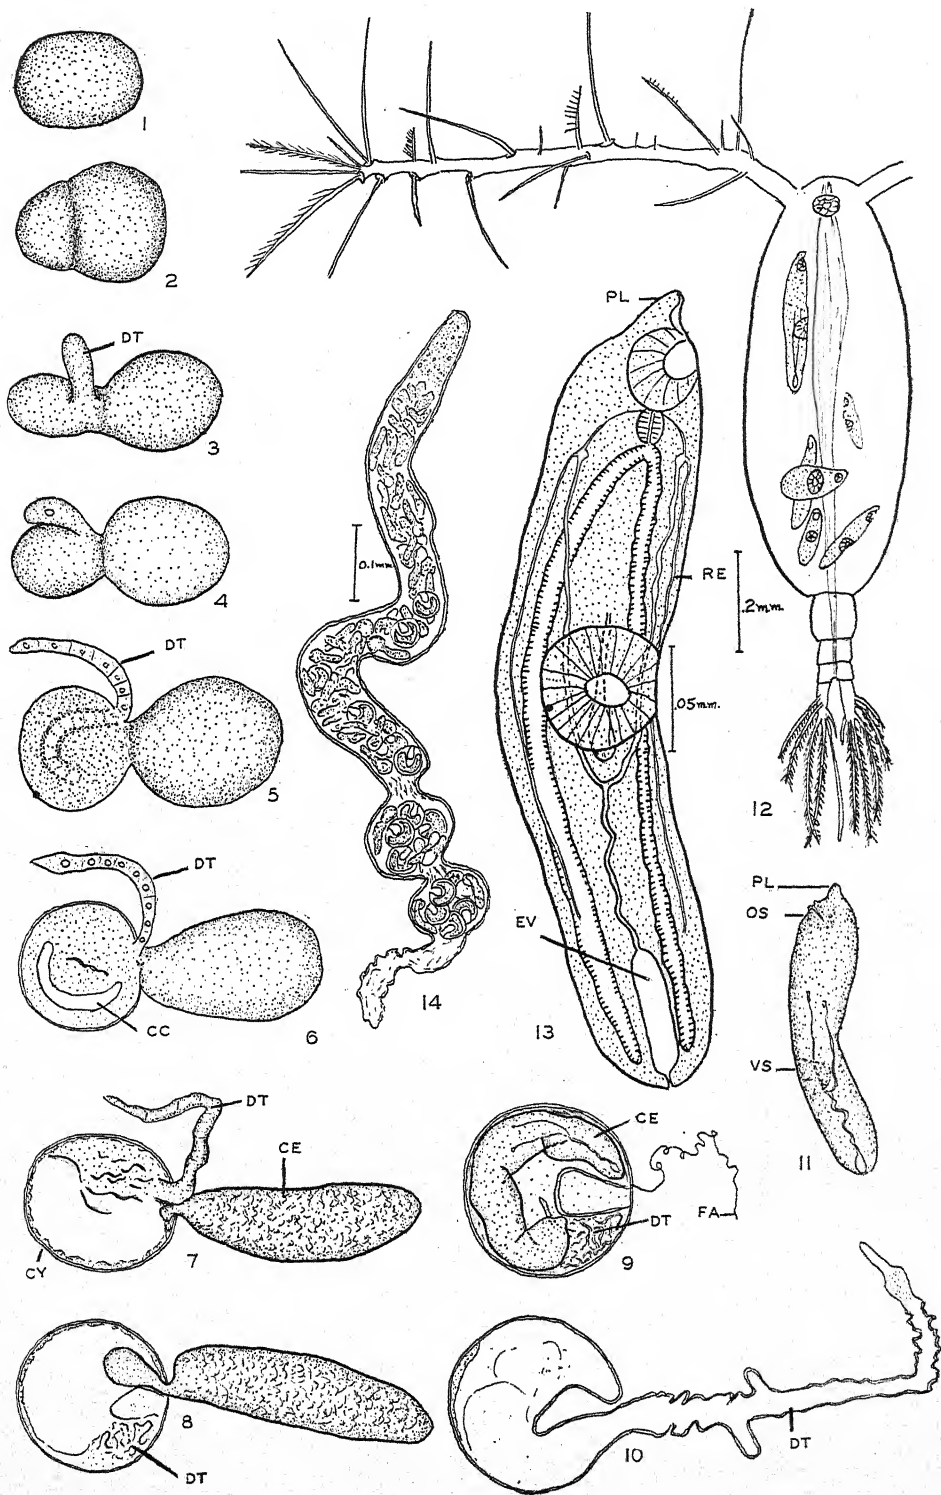 1
2
DT
3
4
DT
5
DT
CC
6
DT
CE
CY
7
8
DT
0.1mm.
14
PL
RE
.05mm.
EV
13
.2mm.
12
PL
OS
VS
11
CE
DT
FA
9
10
DT